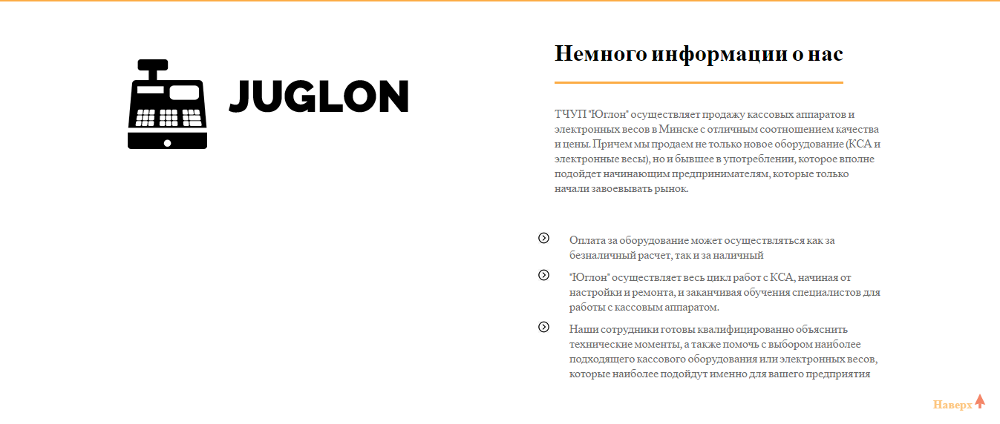 JUGLON
Немного информации о нас
ТЧУП "Юглон" осуществляет продажу кассовых аппаратов и
электронных весов в Минске с отличным соотношением качества
и цены. Причем мы продаем не только новое оборудование (КСА и
электронные весы), но и бывшее в употреблении, которое вполне
подойдет начинающим предпринимателям, которые только
начали завоевывать рынок.
Оплата за оборудование может осуществляться как за
безналичный расчет, так и за наличный
"Юглон" осуществляет весь цикл работ с КСА, начиная от
настройки и ремонта, и заканчивая обучения специалистов для
работы с кассовым аппаратом.
Наши сотрудники готовы квалифицированно объяснить
технические моменты, а также помочь с выбором наиболее
подходящего кассового оборудования или электронных весов,
которые наиболее подойдут именно для вашего предприятия
Наверх